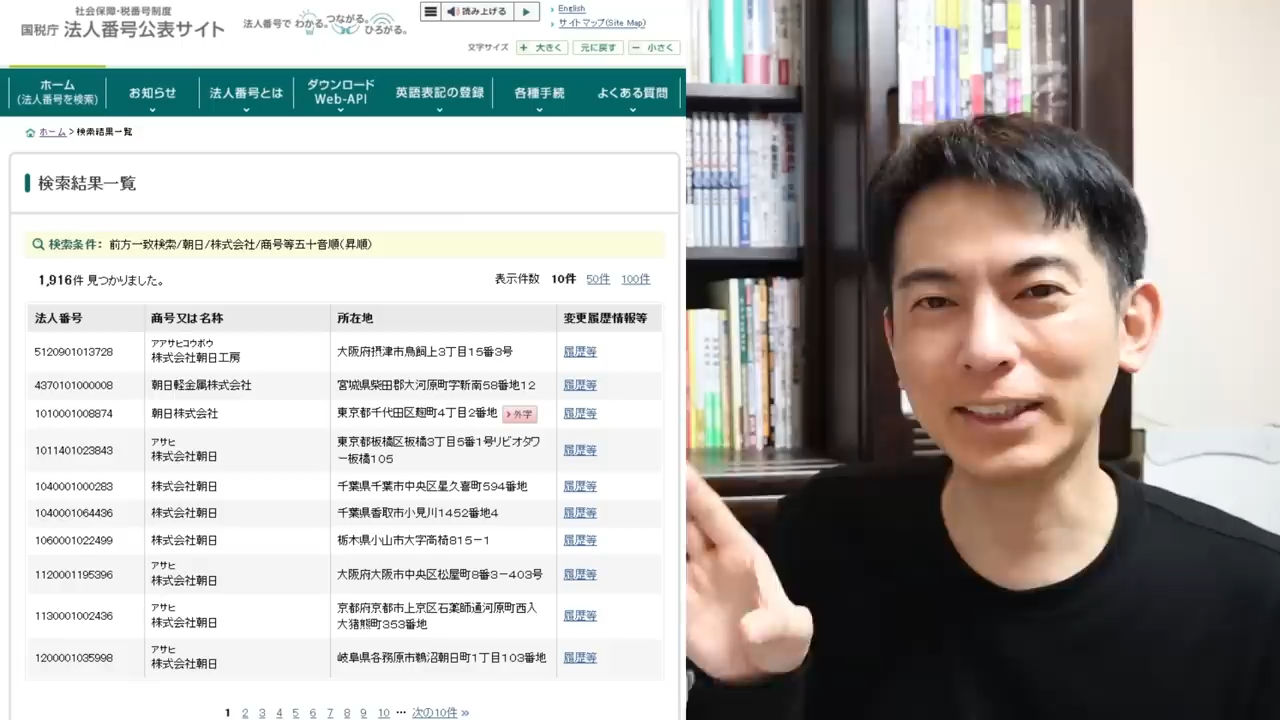 社会保障・税番号制度
国税庁 法人番号公表サイト
法人番号で わかる。つながる。ひろがる。
読み上げる
English
サイトマップ(Site Map)
文字サイズ + 大きく 元に戻す − 小さく
ホーム
(法人番号を検索)
お知らせ
法人番号とは
ダウンロード
Web-API
英語表記の登録
各種手続
よくある質問
ホーム > 検索結果一覧
検索結果一覧
検索条件: 前方一致検索/朝日/株式会社/商号等五十音順(昇順)
1,916件 見つかりました。
表示件数 10件 50件 100件
法人番号 商号又は名称 所在地 変更履歴情報等
アアサヒコウボウ
5120901013728 株式会社朝日工房 大阪府摂津市鳥飼上3丁目15番3号 履歴等
4370101000008 朝日軽金属株式会社 宮城県柴田郡大河原町字新南58番地12 履歴等
1010001008874 朝日株式会社 東京都千代田区麹町4丁目2番地 外字 履歴等
アサヒ
1011401023843 株式会社朝日 東京都板橋区板橋3丁目5番1号リビオタワー板橋105 履歴等
1040001000283 株式会社朝日 千葉県千葉市中央区星久喜町594番地 履歴等
1040001064436 株式会社朝日 千葉県香取市小見川1452番地4 履歴等
1060001022499 株式会社朝日 栃木県小山市大字高椅815−1 履歴等
アサヒ
1120001195396 株式会社朝日 大阪府大阪市中央区松屋町8番3−403号 履歴等
アサヒ
1130001002436 株式会社朝日 京都府京都市上京区石薬師通河原町西入大猪熊町353番地 履歴等
アサヒ
1200001035998 株式会社朝日 岐阜県各務原市鵜沼朝日町1丁目103番地 履歴等
1 2 3 4 5 6 7 8 9 10 … 次の10件 »